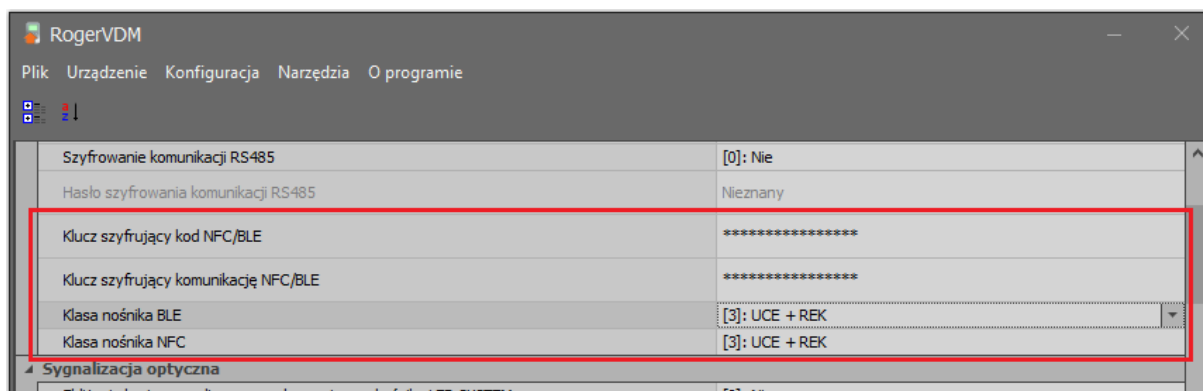 RogerVDM
Plik Urządzenie Konfiguracja Narzędzia O programie
Szyfrowanie komunikacji RS485 [0]: Nie
Hasło szyfrowania komunikacji RS485 Nieznany
Klucz szyfrujący kod NFC/BLE ****************
Klucz szyfrujący komunikację NFC/BLE ****************
Klasa nośnika BLE [3]: UCE + REK
Klasa nośnika NFC [3]: UCE + REK
Sygnalizacja optyczna